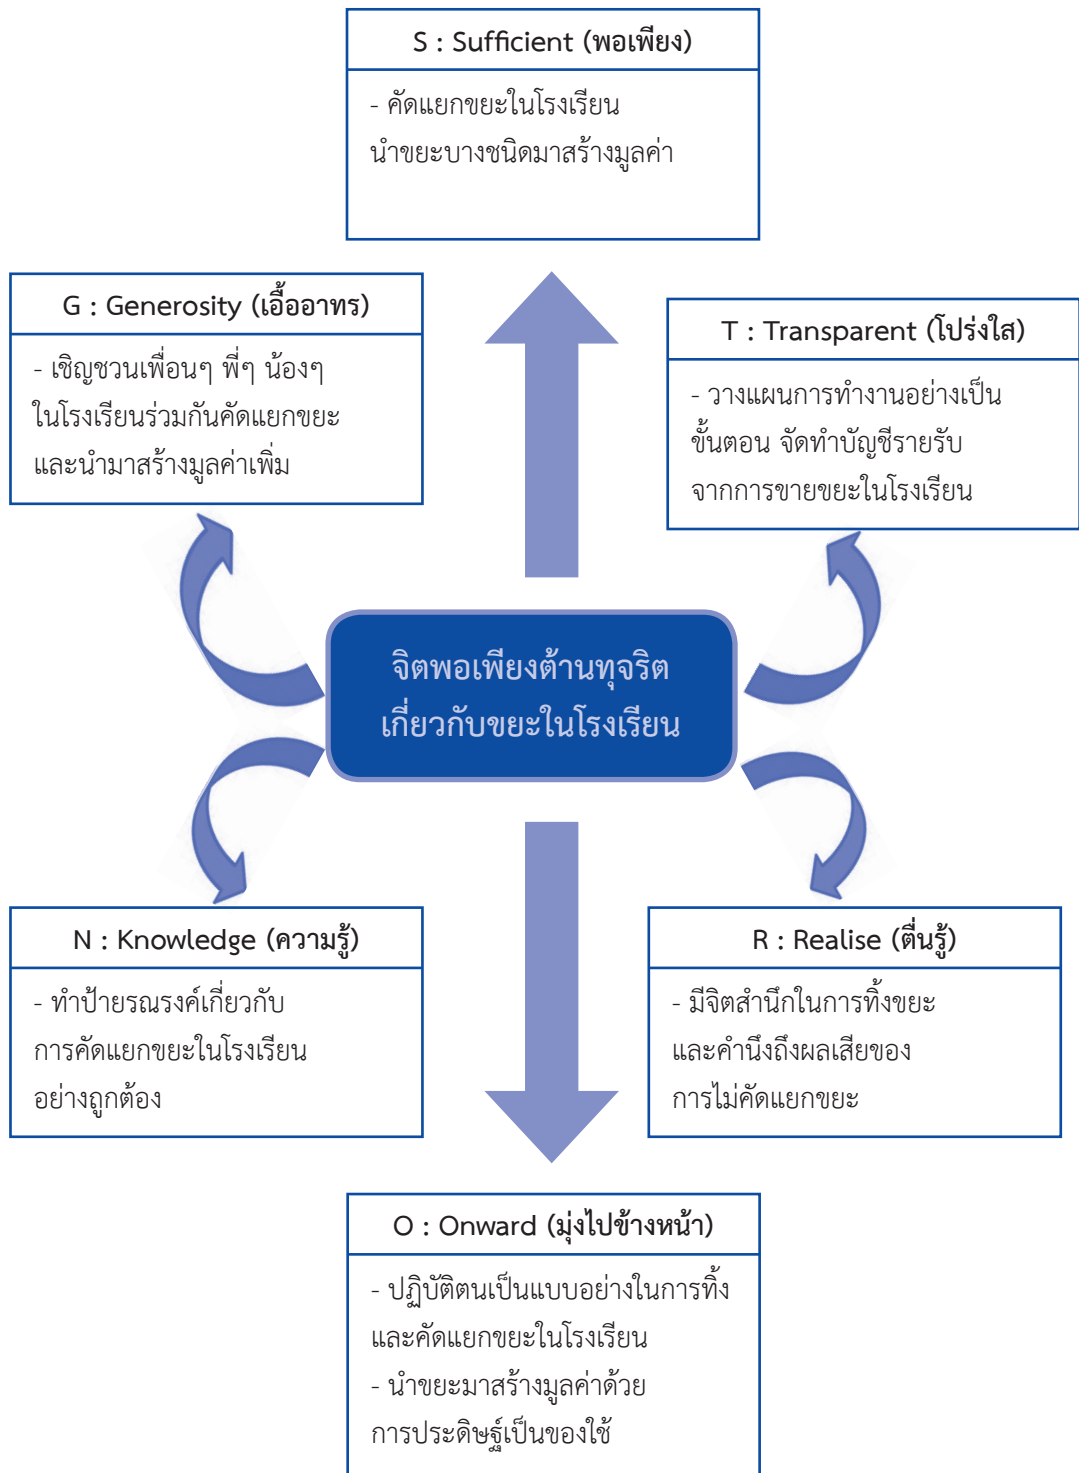 S : Sufficient (พอเพียง)
- คัดแยกขยะในโรงเรียน
นำขยะบางชนิดมาสร้างมูลค่า
G : Generosity (เอื้ออาทร)
- เชิญชวนเพื่อนๆ พี่ๆ น้องๆ
ในโรงเรียนร่วมกันคัดแยกขยะ
และนำมาสร้างมูลค่าเพิ่ม
T : Transparent (โปร่งใส)
- วางแผนการทำงานอย่างเป็น
ขั้นตอน จัดทำบัญชีรายรับ
จากการขายขยะในโรงเรียน
จิตพอเพียงต้านทุจริต
เกี่ยวกับขยะในโรงเรียน
N : Knowledge (ความรู้)
- ทำป้ายรณรงค์เกี่ยวกับ
การคัดแยกขยะในโรงเรียน
อย่างถูกต้อง
R : Realise (ตื่นรู้)
- มีจิตสำนึกในการทิ้งขยะ
และคำนึงถึงผลเสียของ
การไม่คัดแยกขยะ
O : Onward (มุ่งไปข้างหน้า)
- ปฏิบัติตนเป็นแบบอย่างในการทิ้ง
และคัดแยกขยะในโรงเรียน
- นำขยะมาสร้างมูลค่าด้วย
การประดิษฐ์เป็นของใช้